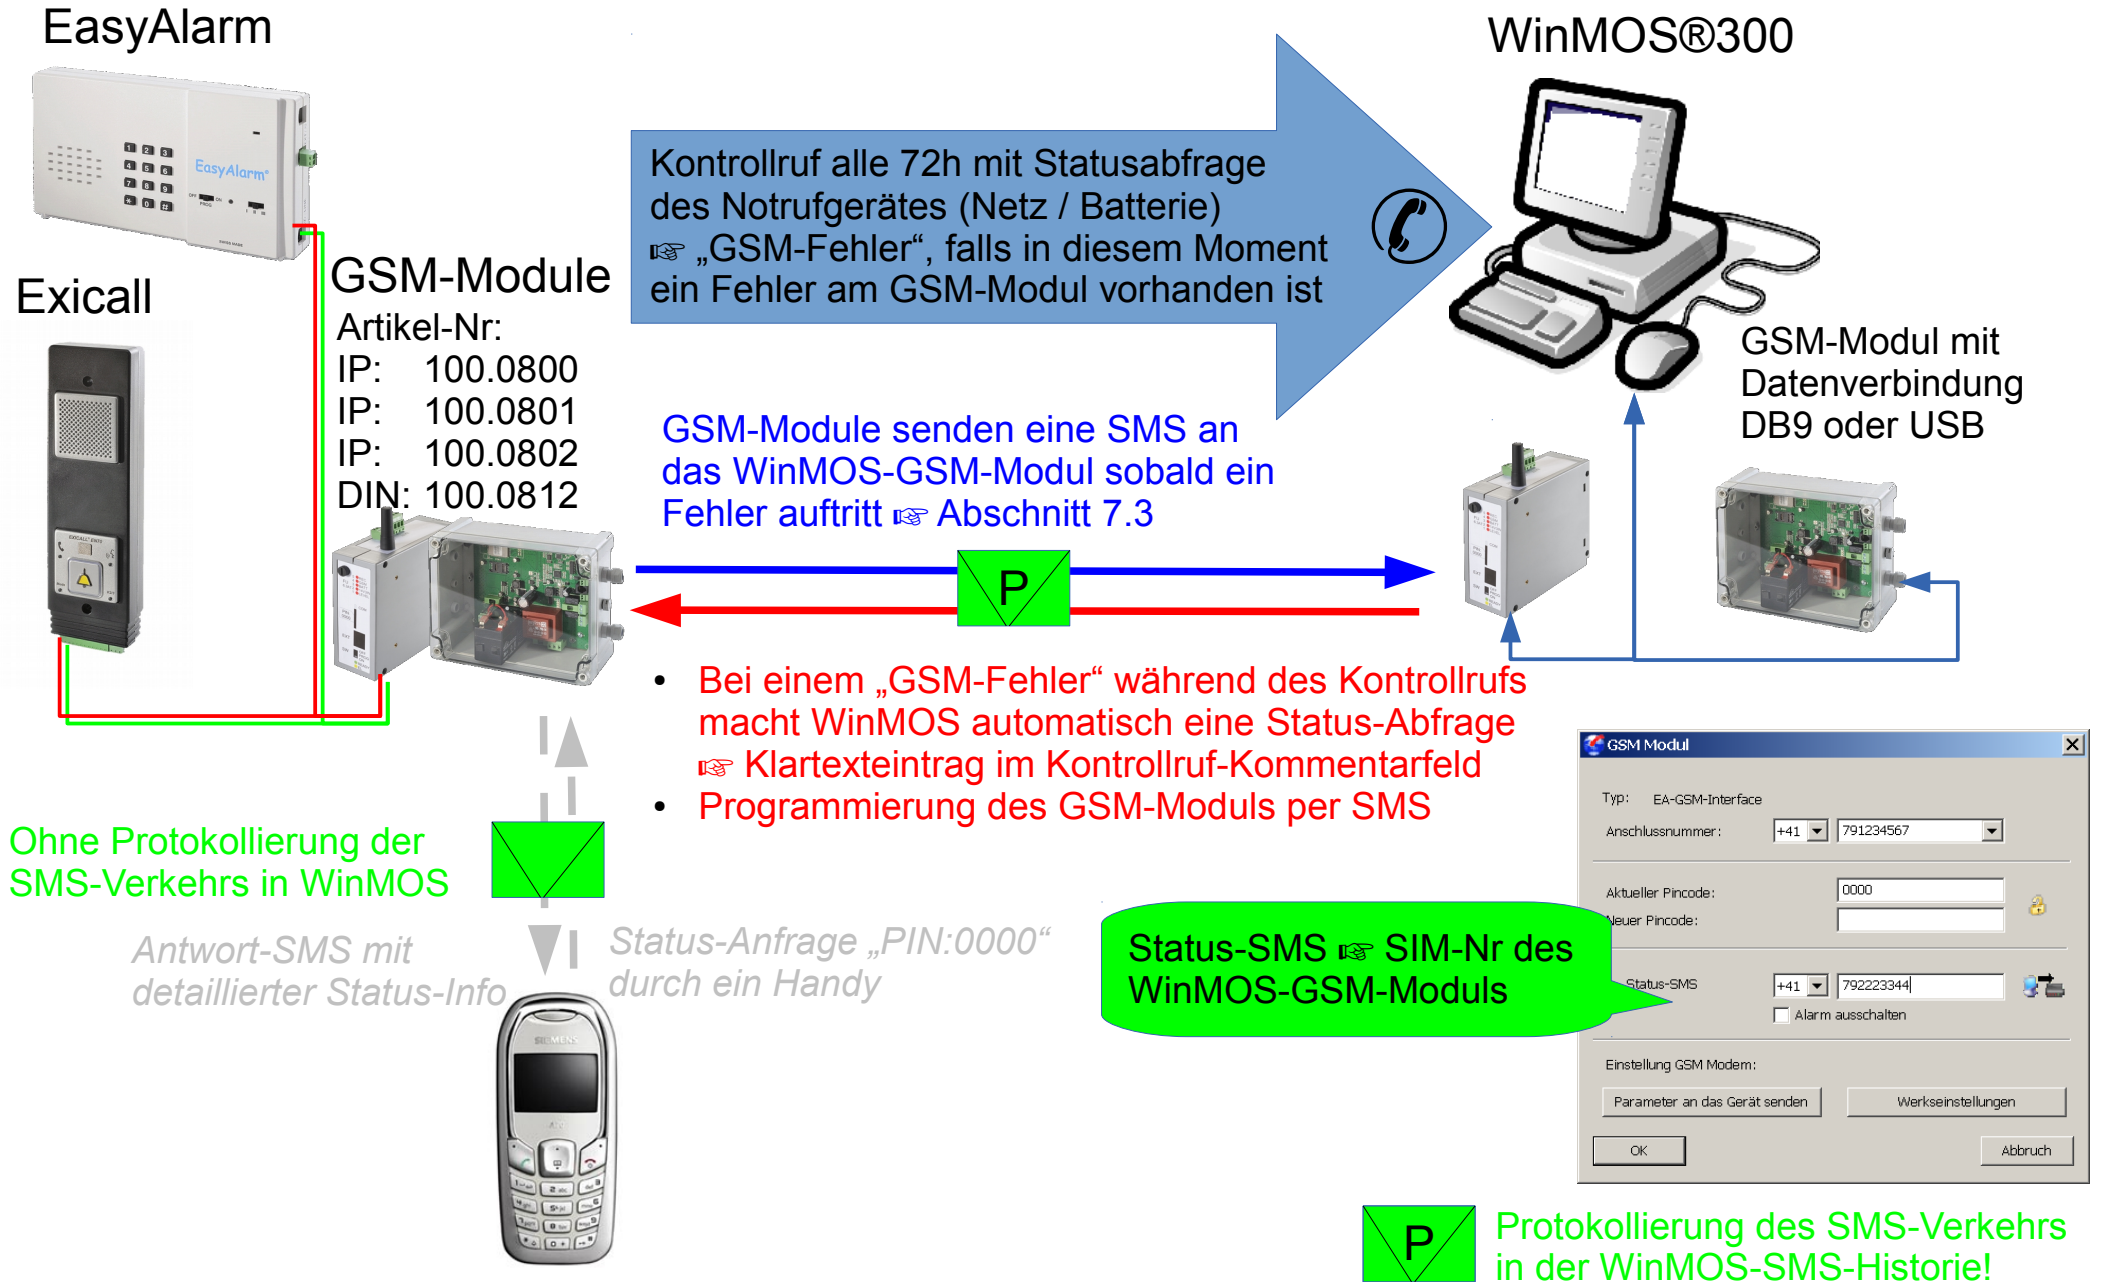 EasyAlarm
WinMOS®300
EasyAlarm
Kontrollruf alle 72h mit Statusabfrage
des Notrufgerätes (Netz / Batterie)
☞ „GSM-Fehler“, falls in diesem Moment
ein Fehler am GSM-Modul vorhanden ist
Exicall
GSM-Module
Artikel-Nr:
IP: 100.0800
IP: 100.0801
IP: 100.0802
DIN: 100.0812
GSM-Modul mit
Datenverbindung
DB9 oder USB
GSM-Module senden eine SMS an
das WinMOS-GSM-Modul sobald ein
Fehler auftritt ☞ Abschnitt 7.3
P
• Bei einem „GSM-Fehler“ während des Kontrollrufs
macht WinMOS automatisch eine Status-Abfrage
☞ Klartexteintrag im Kontrollruf-Kommentarfeld
• Programmierung des GSM-Moduls per SMS
Ohne Protokollierung der
SMS-Verkehrs in WinMOS
Antwort-SMS mit
detaillierter Status-Info
Status-Anfrage „PIN:0000“
durch ein Handy
SIEMENS
Status-SMS ☞ SIM-Nr des
WinMOS-GSM-Moduls
GSM Modul
Typ: EA-GSM-Interface
Anschlussnummer: +41 791234567
Aktueller Pincode: 0000
Neuer Pincode:
Status-SMS +41 792223344
Alarm ausschalten
Einstellung GSM Modem:
Parameter an das Gerät senden Werkseinstellungen
OK Abbruch
P
Protokollierung des SMS-Verkehrs
in der WinMOS-SMS-Historie!